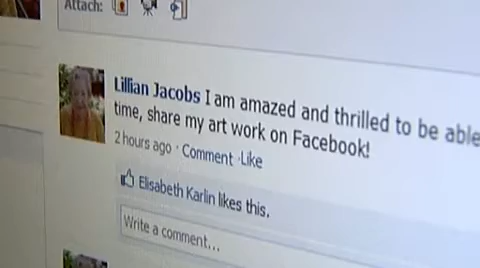 Attach:
Lillian Jacobs I am amazed and thrilled to be able
time, share my art work on Facebook!
2 hours ago · Comment · Like
Elisabeth Karlin likes this.
Write a comment...